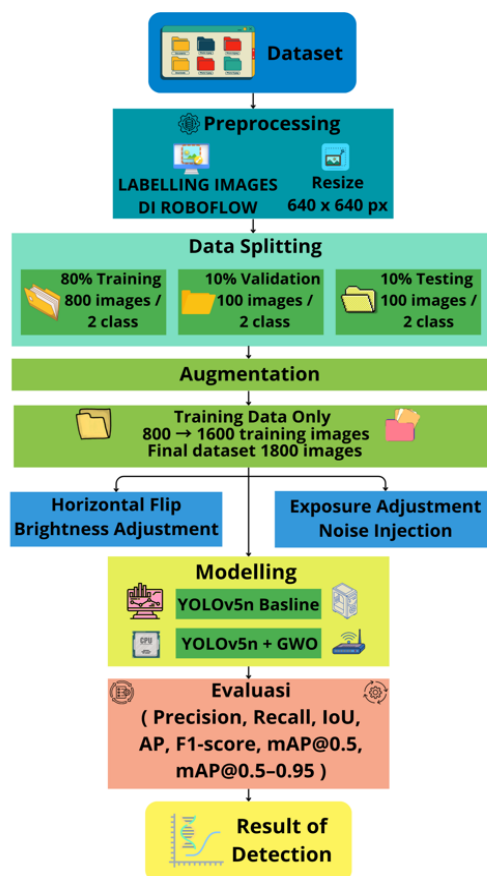 Dataset
Preprocessing
LABELLING IMAGES
DI ROBOFLOW
Resize
640 x 640 px
Data Splitting
80% Training
800 images /
2 class
10% Validation
100 images /
2 class
10% Testing
100 images /
2 class
Augmentation
Training Data Only
800 → 1600 training images
Final dataset 1800 images
Horizontal Flip
Brightness Adjustment
Exposure Adjustment
Noise Injection
Modelling
YOLOv5n Basline
CPU
YOLOv5n + GWO
Evaluasi
( Precision, Recall, IoU,
AP, F1-score, mAP@0.5,
mAP@0.5–0.95 )
Result of
Detection